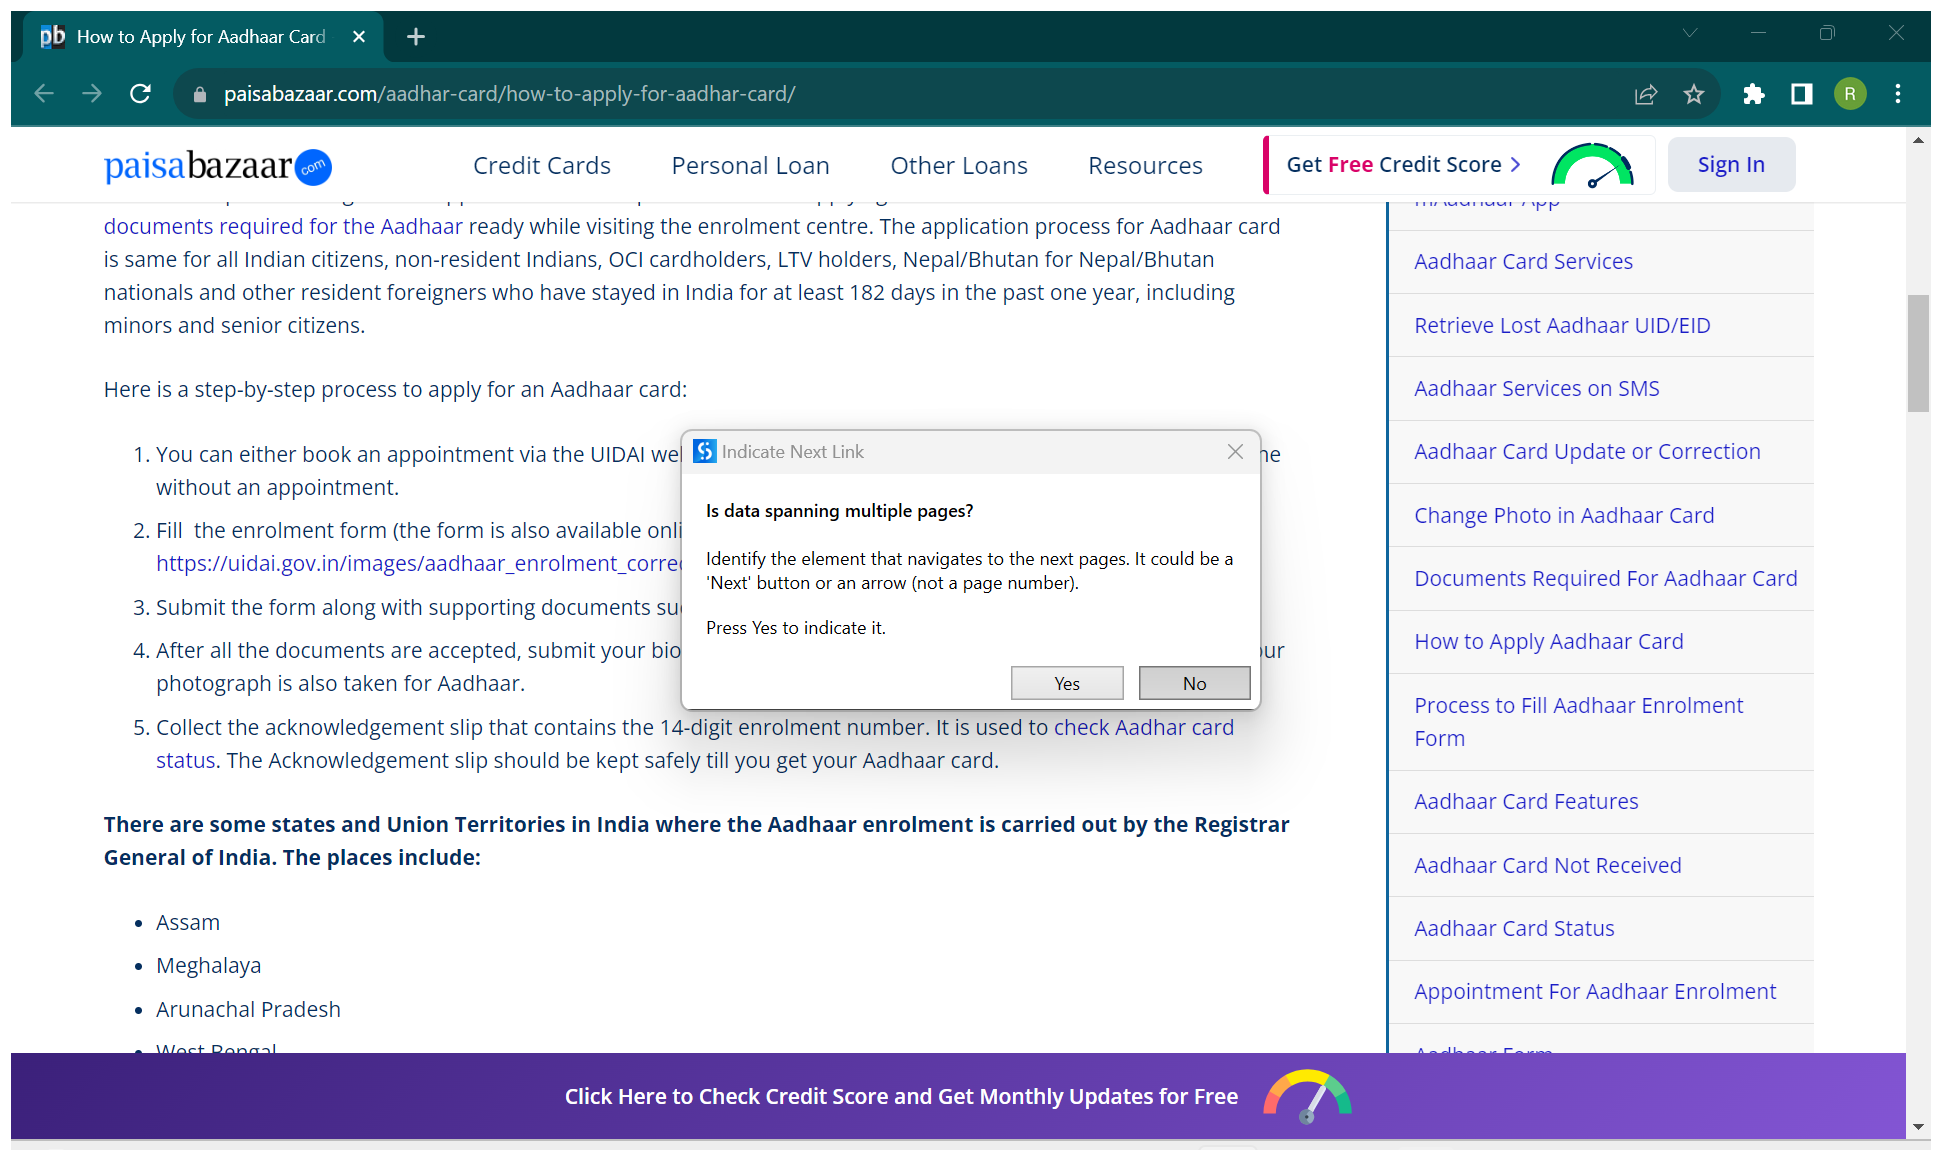 pb How to Apply for Aadhaar Card
paisabazaar.com/aadhar-card/how-to-apply-for-aadhar-card/
R
paisabazaar com
Credit Cards
Personal Loan
Other Loans
Resources
Get Free Credit Score >
Sign In
documents required for the Aadhaar ready while visiting the enrolment centre. The application process for Aadhaar card
is same for all Indian citizens, non-resident Indians, OCI cardholders, LTV holders, Nepal/Bhutan for Nepal/Bhutan
nationals and other resident foreigners who have stayed in India for at least 182 days in the past one year, including
minors and senior citizens.
Here is a step-by-step process to apply for an Aadhaar card:
1. You can either book an appointment via the UIDAI
without an appointment.
2. Fill the enrolment form (the form is also available
https://uidai.gov.in/images/aadhaar_enrolment_correc
3. Submit the form along with supporting documents
4. After all the documents are accepted, submit your
photograph is also taken for Aadhaar.
5. Collect the acknowledgement slip that contains the 14-digit enrolment number. It is used to check Aadhar card
status. The Acknowledgement slip should be kept safely till you get your Aadhaar card.
There are some states and Union Territories in India where the Aadhaar enrolment is carried out by the Registrar
General of India. The places include:
• Assam
• Meghalaya
• Arunachal Pradesh
• West Bengal
Indicate Next Link
Is data spanning multiple pages?
Identify the element that navigates to the next pages. It could be a
'Next' button or an arrow (not a page number).
Press Yes to indicate it.
Yes
No
mAadhaar App
Aadhaar Card Services
Retrieve Lost Aadhaar UID/EID
Aadhaar Services on SMS
Aadhaar Card Update or Correction
Change Photo in Aadhaar Card
Documents Required For Aadhaar Card
How to Apply Aadhaar Card
Process to Fill Aadhaar Enrolment
Form
Aadhaar Card Features
Aadhaar Card Not Received
Aadhaar Card Status
Appointment For Aadhaar Enrolment
Aadhaar Form
Click Here to Check Credit Score and Get Monthly Updates for Free